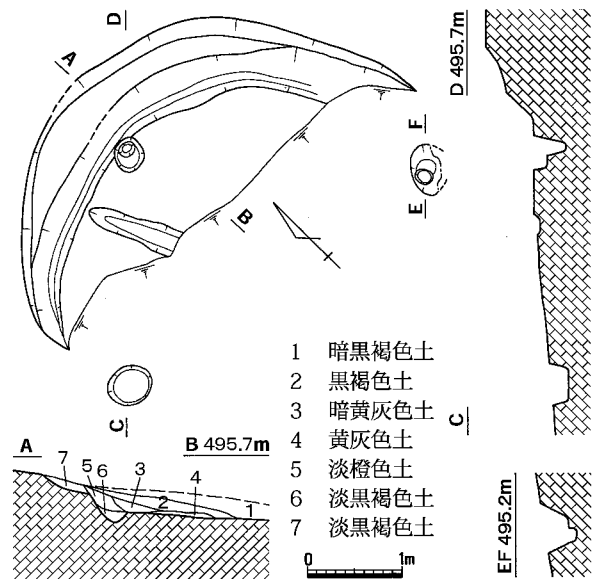 D
A
D 495.7m
F
E
B
C
C
1 暗黒褐色土
2 黒褐色土
3 暗黄灰色土
4 黄灰色土
5 淡橙色土
6 淡黒褐色土
7 淡黒褐色土
A
B 495.7m
7 5 6 3 2 4 1
0 1m
EF 495.2m